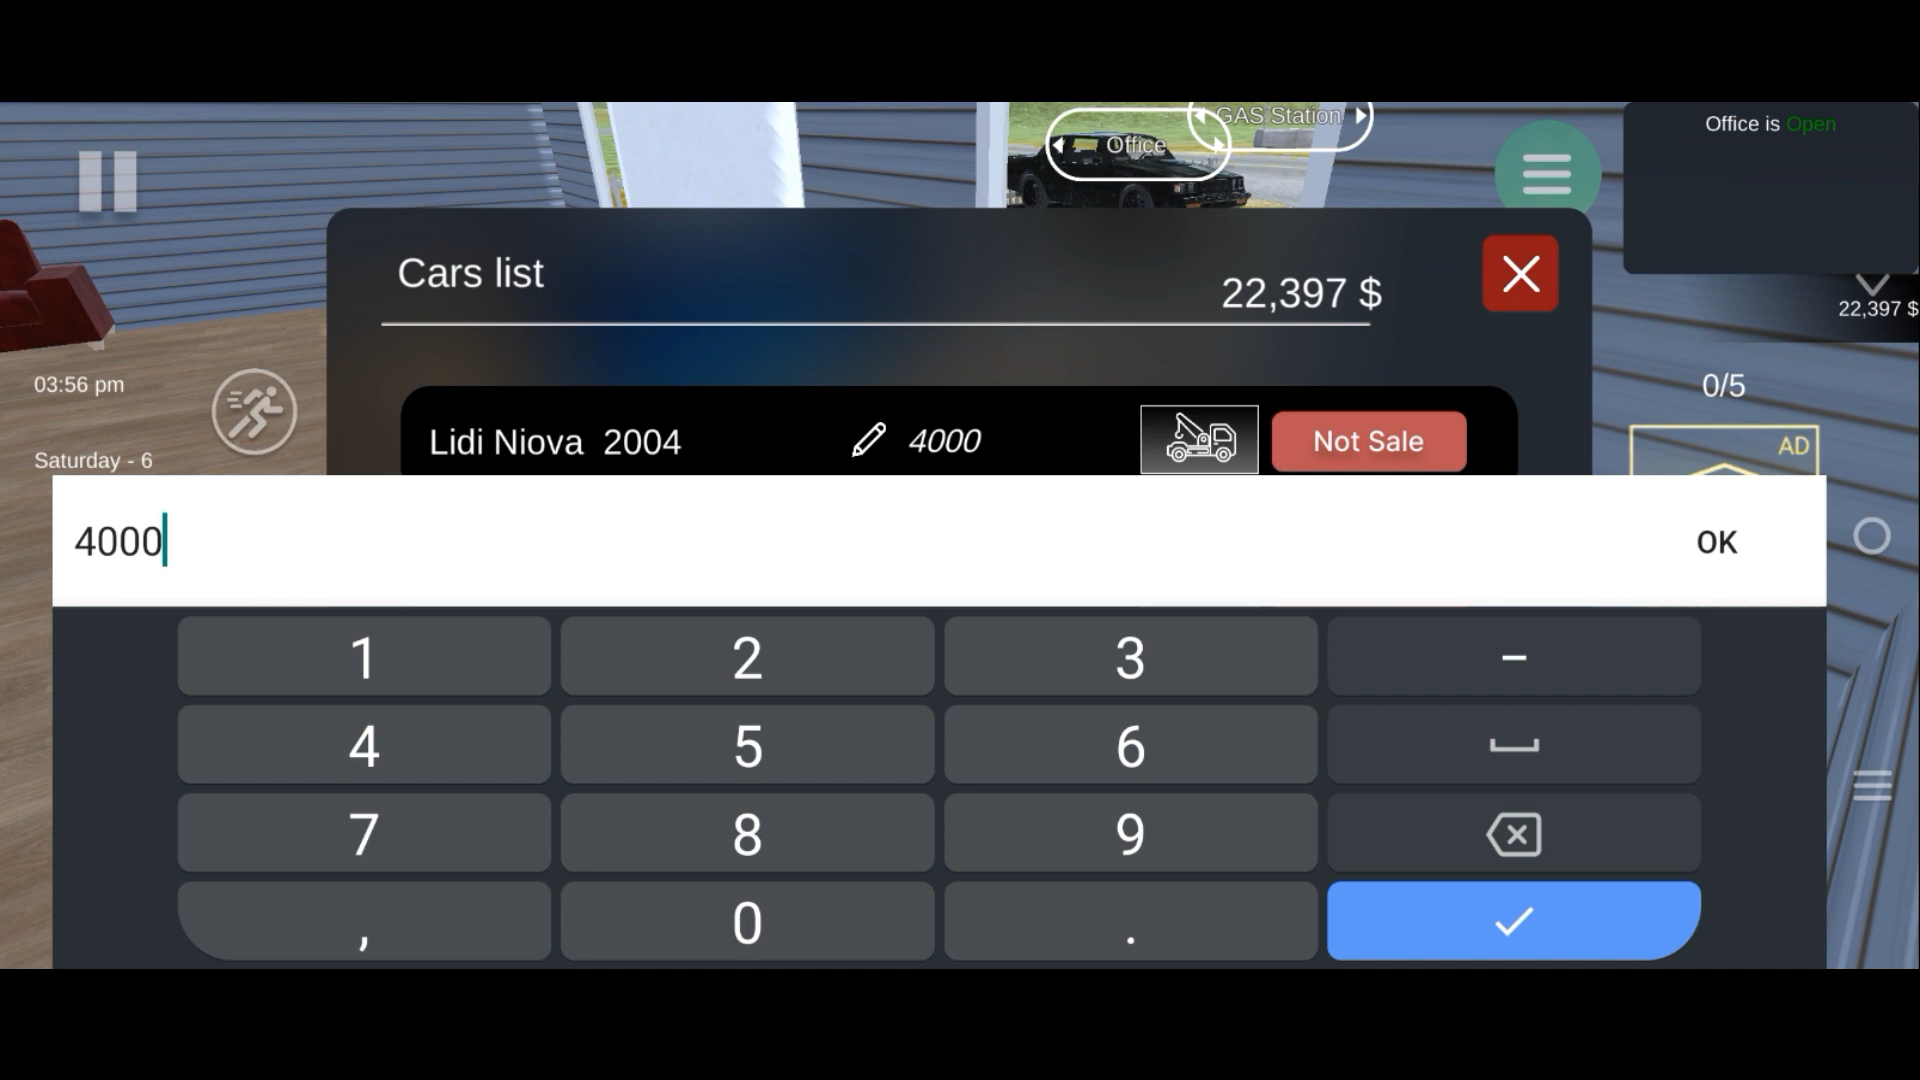 GAS Station
Office
Office is Open
Cars list
22,397 $
22,397 $
03:56 pm
0/5
Lidi Niova 2004
4000
Not Sale
AD
Saturday - 6
4000
OK
1 2 3 -
4 5 6
7 8 9
, 0 .